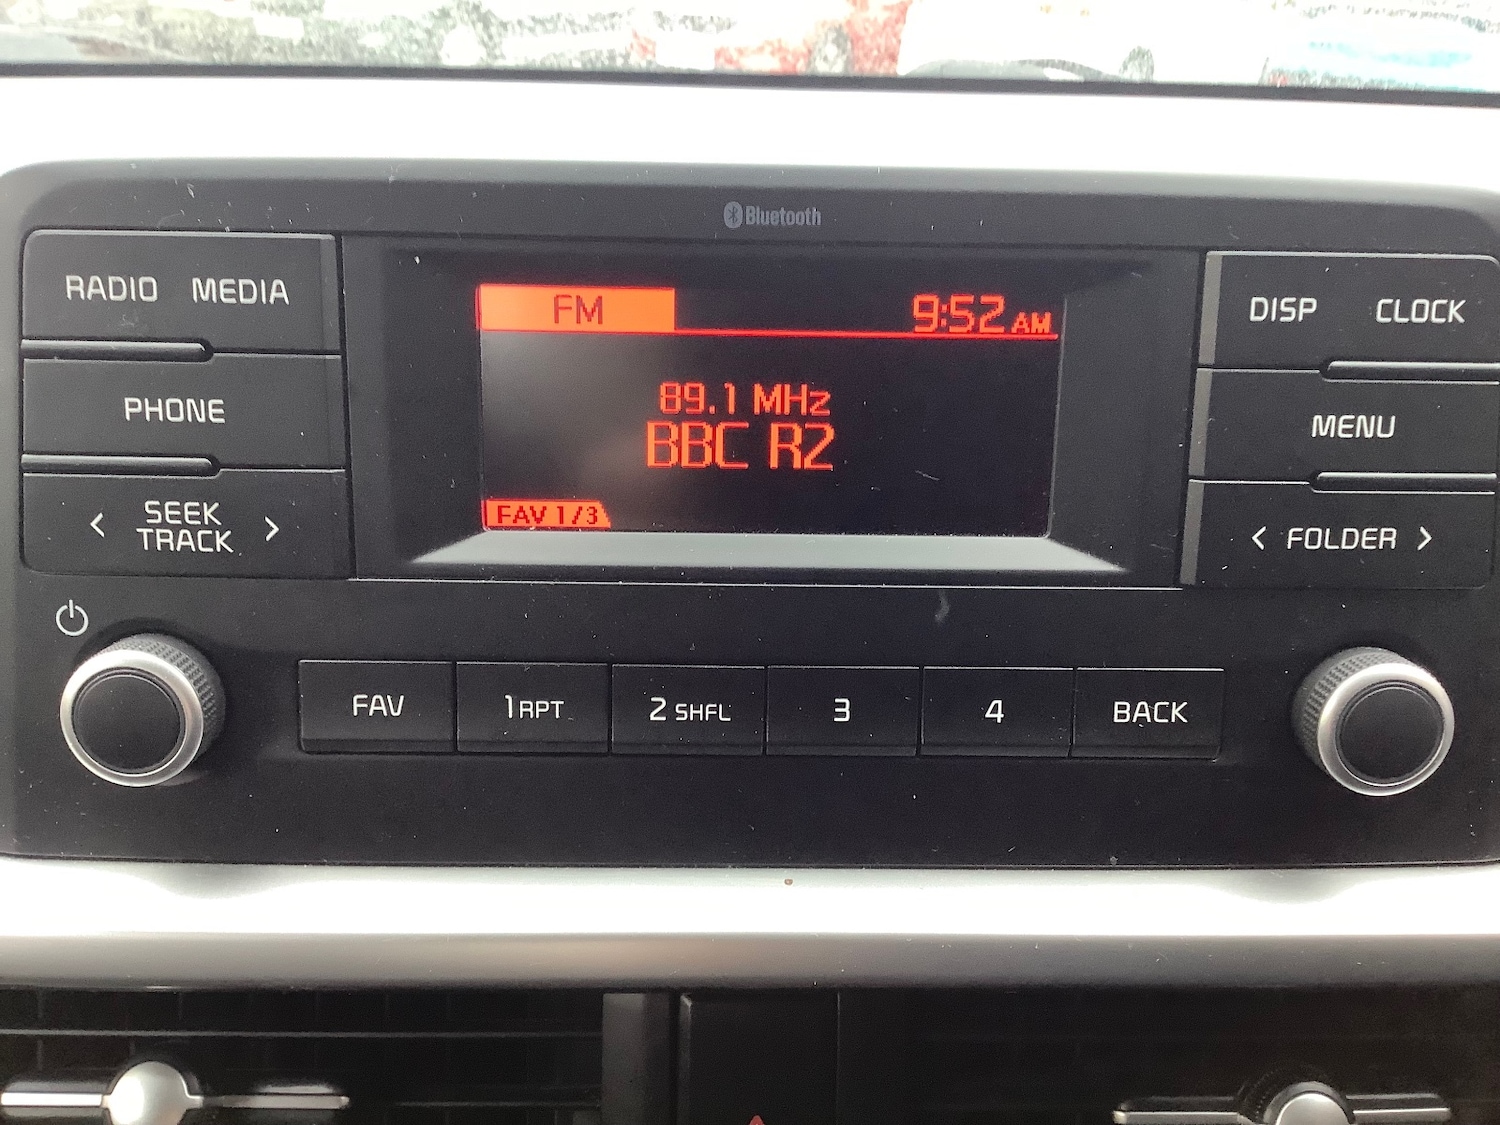 Bluetooth
RADIO MEDIA
PHONE
< SEEK >
TRACK
FM 9:52 AM
89.1 MHz
BBC R2
FAV 1/3
DISP CLOCK
MENU
< FOLDER >
FAV 1 RPT 2 SHFL 3 4 BACK